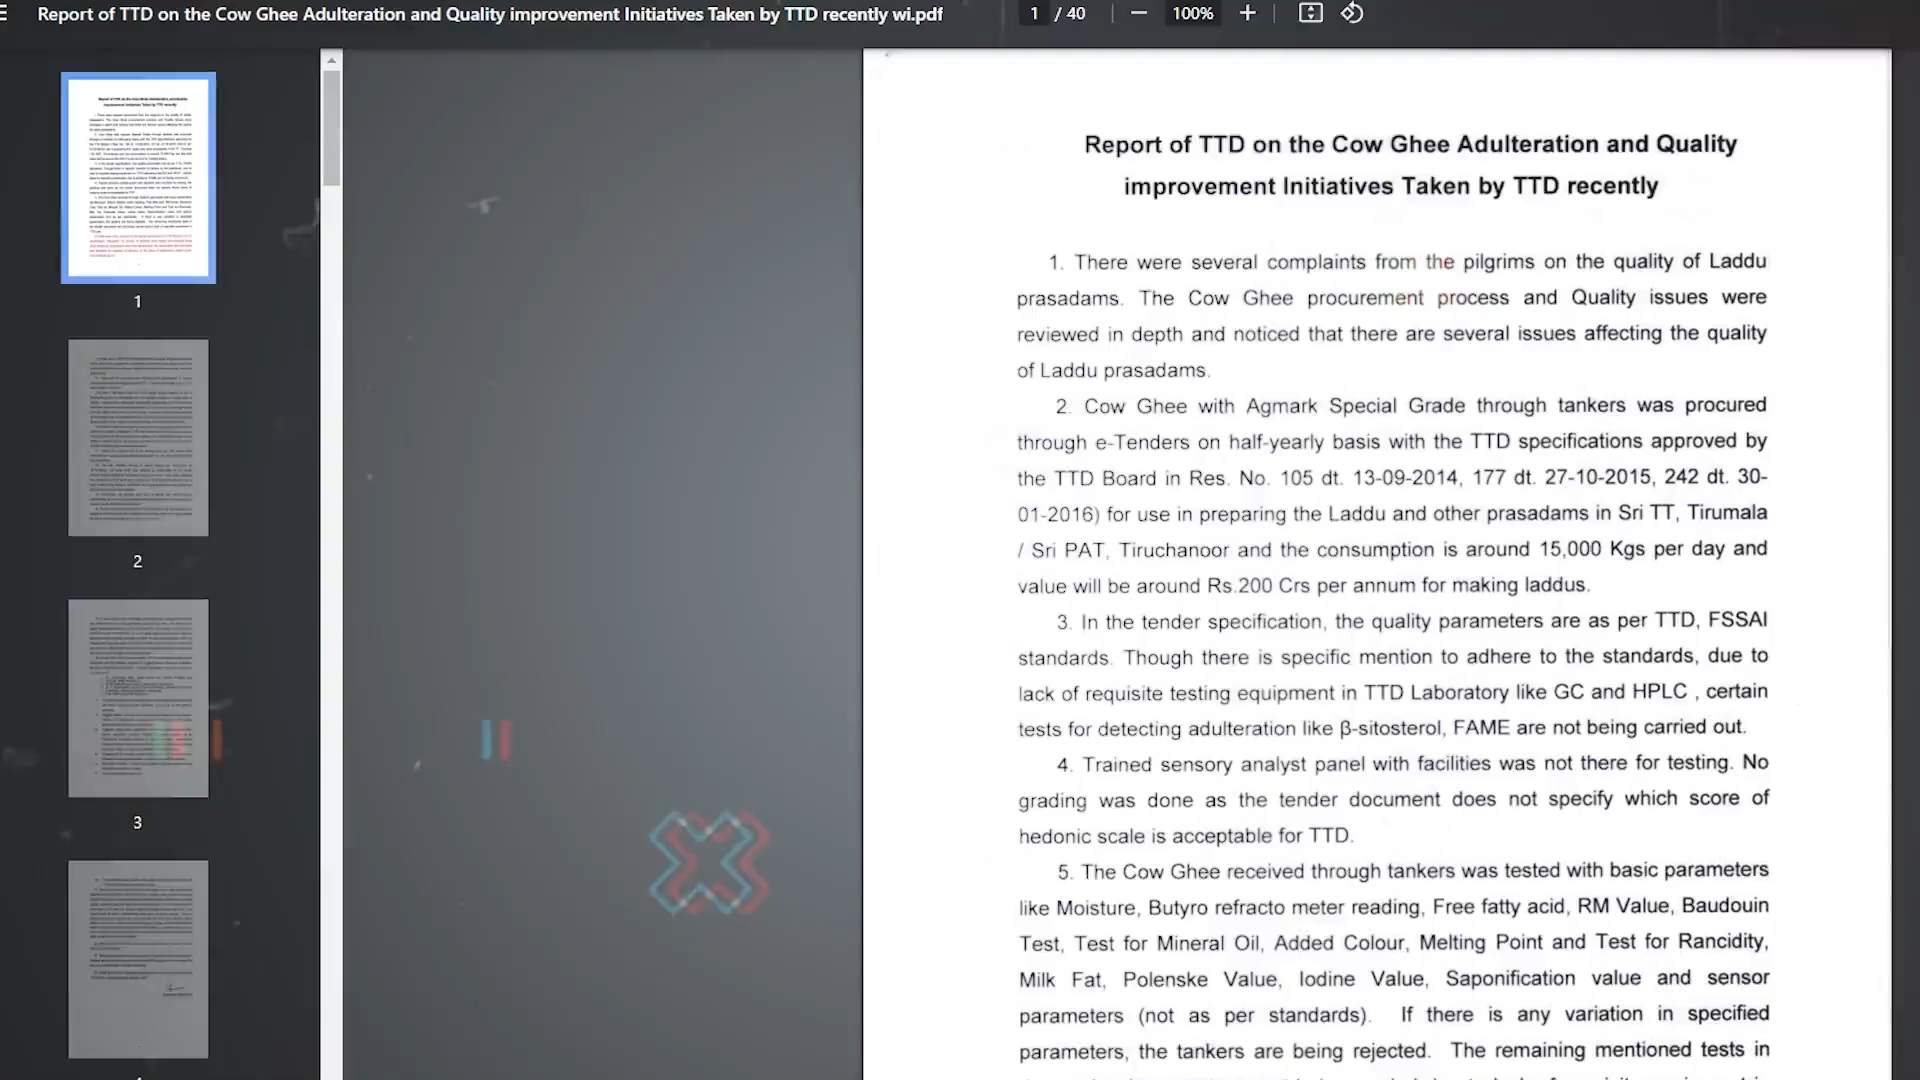 Report of TTD on the Cow Ghee Adulteration and Quality improvement Initiatives Taken by TTD recently wi.pdf
1 / 40
100%
1
2
3
Report of TTD on the Cow Ghee Adulteration and Quality
improvement Initiatives Taken by TTD recently
1. There were several complaints from the pilgrims on the quality of Laddu
prasadams. The Cow Ghee procurement process and Quality issues were
reviewed in depth and noticed that there are several issues affecting the quality
of Laddu prasadams.
2. Cow Ghee with Agmark Special Grade through tankers was procured
through e-Tenders on half-yearly basis with the TTD specifications approved by
the TTD Board in Res. No. 105 dt. 13-09-2014, 177 dt. 27-10-2015, 242 dt. 30-
01-2016) for use in preparing the Laddu and other prasadams in Sri TT, Tirumala
/ Sri PAT, Tiruchanoor and the consumption is around 15,000 Kgs per day and
value will be around Rs.200 Crs per annum for making laddus.
3. In the tender specification, the quality parameters are as per TTD, FSSAI
standards. Though there is specific mention to adhere to the standards, due to
lack of requisite testing equipment in TTD Laboratory like GC and HPLC , certain
tests for detecting adulteration like β-sitosterol, FAME are not being carried out.
4. Trained sensory analyst panel with facilities was not there for testing. No
grading was done as the tender document does not specify which score of
hedonic scale is acceptable for TTD.
5. The Cow Ghee received through tankers was tested with basic parameters
like Moisture, Butyro refracto meter reading, Free fatty acid, RM Value, Baudouin
Test, Test for Mineral Oil, Added Colour, Melting Point and Test for Rancidity,
Milk Fat, Polenske Value, Iodine Value, Saponification value and sensor
parameters (not as per standards). If there is any variation in specified
parameters, the tankers are being rejected. The remaining mentioned tests in